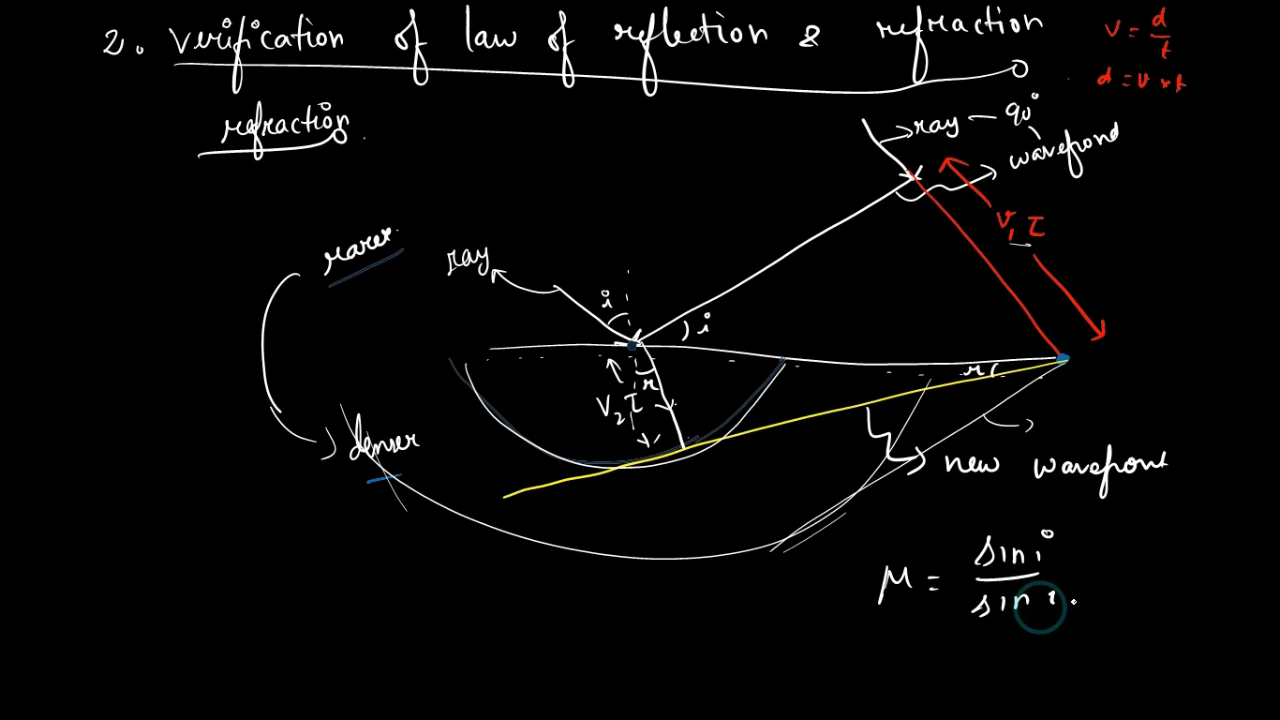 2. verification of law of reflection & refraction
v = d/t
d = v x t
refraction
ray — 90°
wavefrond
rarer
ray
v₁ τ
i
i
r
r
V₂ τ
denser
new wavefront
μ = sin i / sin